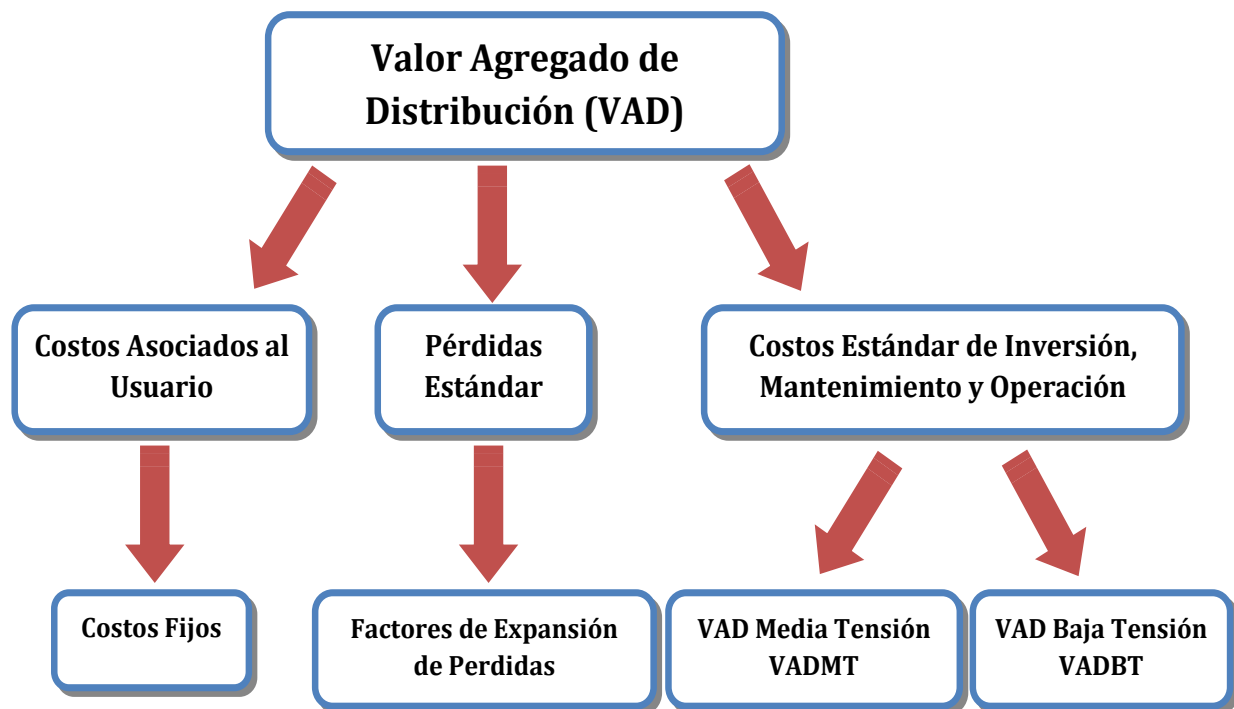 Valor Agregado de
Distribución (VAD)
Costos Asociados al
Usuario
Pérdidas
Estándar
Costos Estándar de Inversión,
Mantenimiento y Operación
Costos Fijos
Factores de Expansión
de Perdidas
VAD Media Tensión
VADMT
VAD Baja Tensión
VADBT